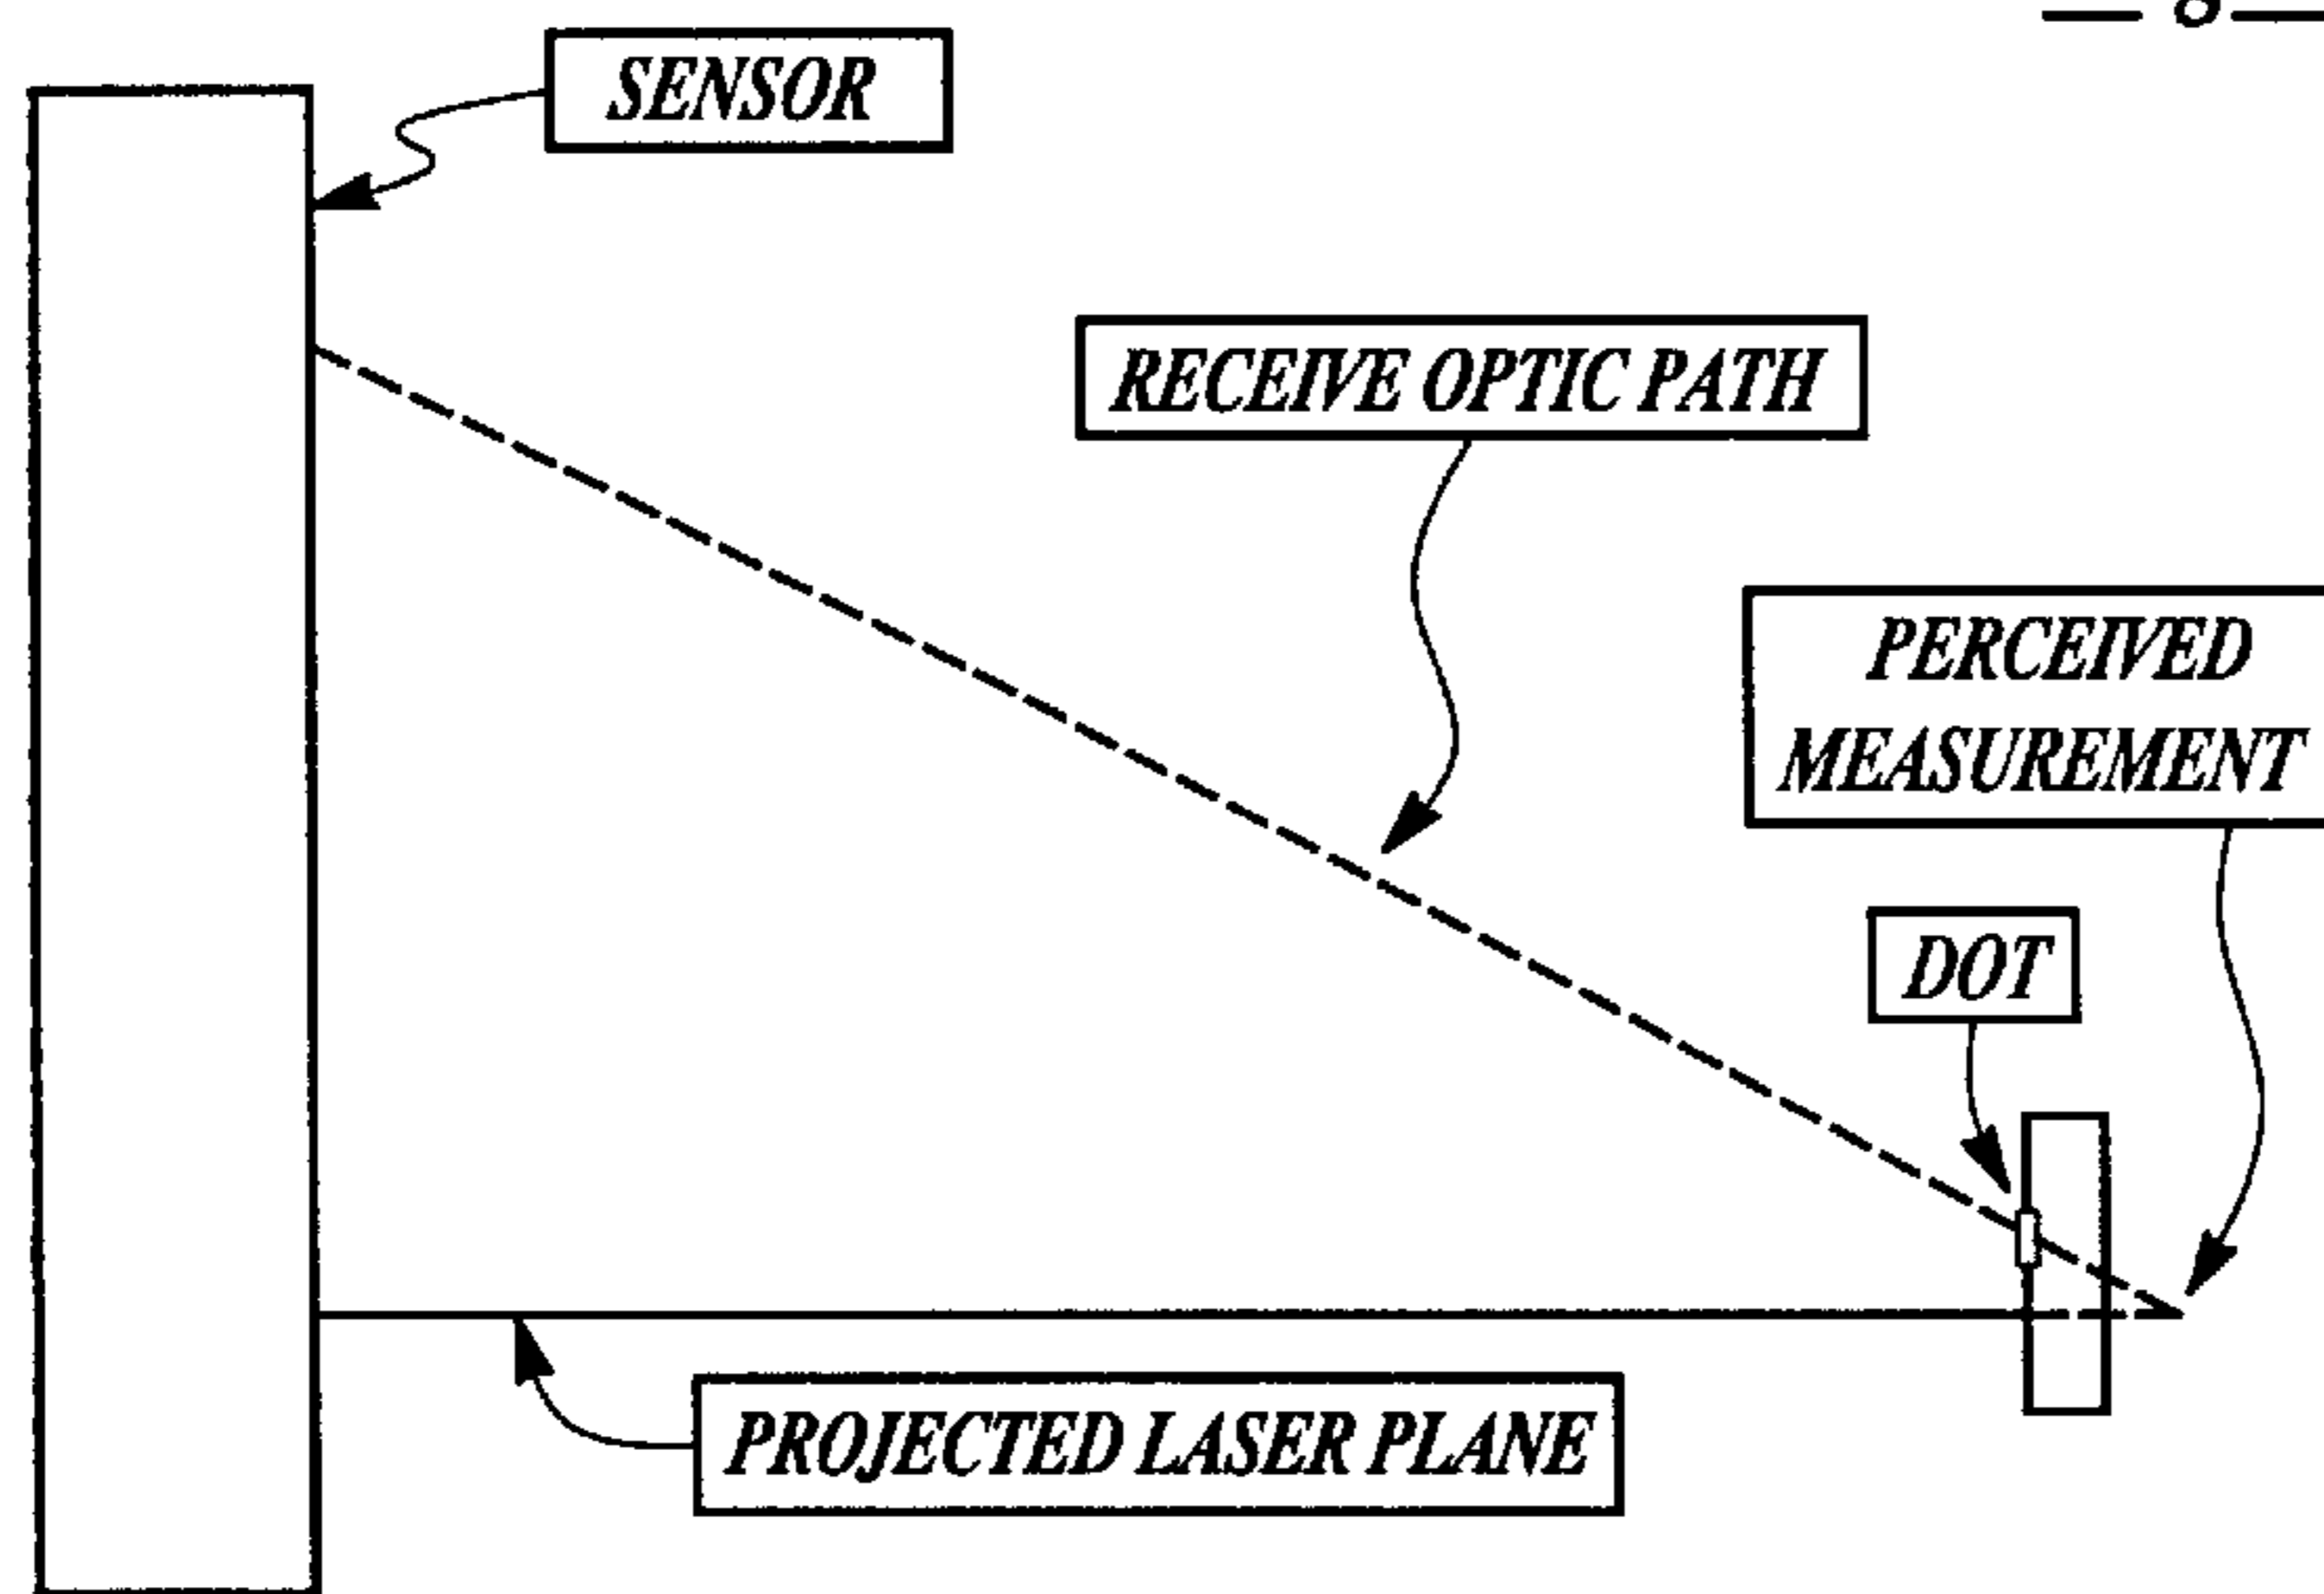 SENSOR
RECEIVE OPTIC PATH
PERCEIVED
MEASUREMENT
DOT
PROJECTED LASER PLANE